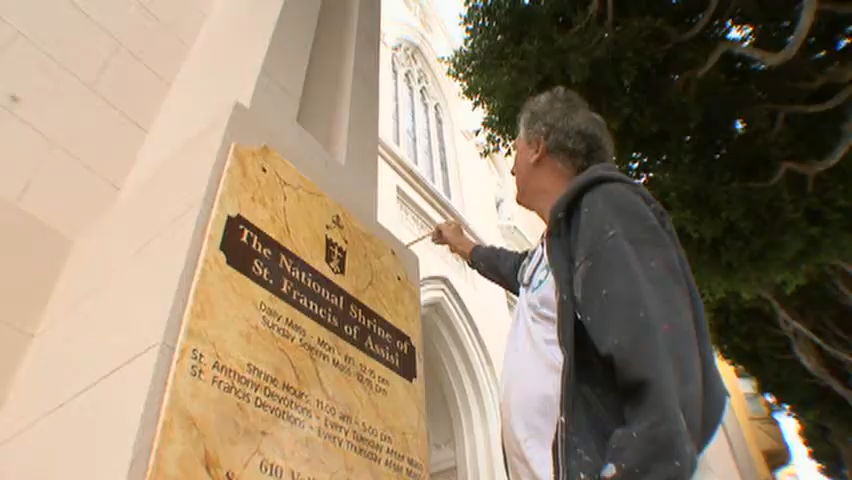 The National Shrine of
St. Francis of Assisi
Daily Mass - Mon. Fri. 12:15 pm
Sunday Solemn Mass - 12:15 pm
Shrine Hours: 11:00 am - 5:00 pm
St. Anthony Devotions - Every Tuesday After Mass
St. Francis Devotions - Every Thursday After Mass
610